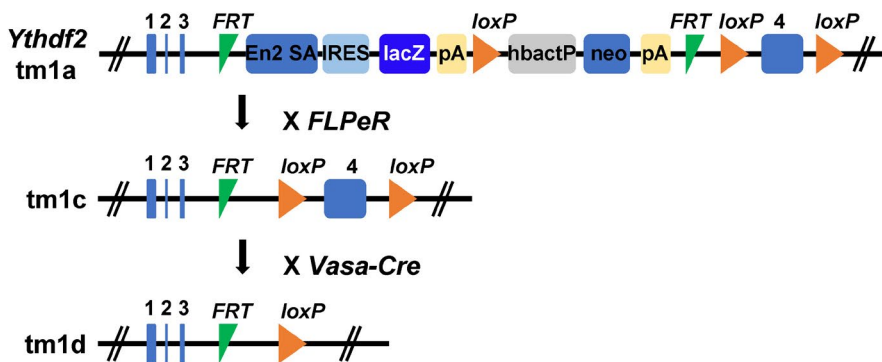 1 2 3 FRT loxP FRT loxP 4 loxP
Ythdf2 tm1a En2 SA IRES lacZ pA hbactP neo pA
X FLPeR
1 2 3 FRT loxP 4 loxP
tm1c
X Vasa-Cre
1 2 3 FRT loxP
tm1d